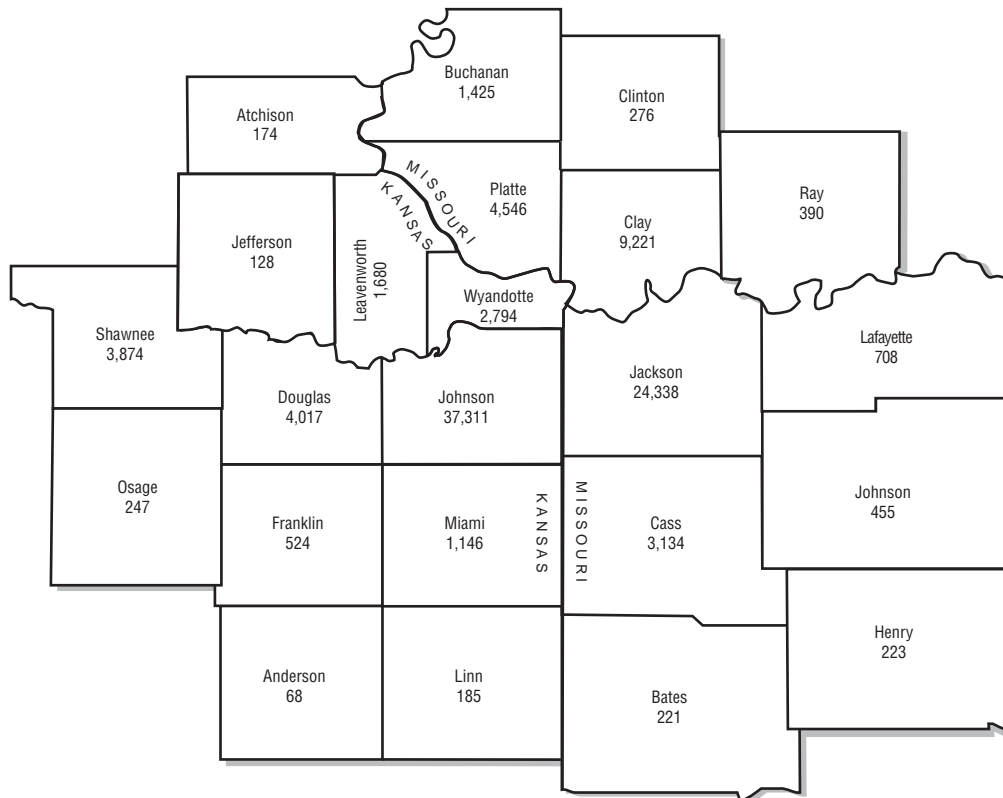 Buchanan
1,425
Clinton
276
Atchison
174
MISSOURI
KANSAS
Platte
4,546
Clay
9,221
Ray
390
Jefferson
128
Leavenworth
1,680
Wyandotte
2,794
Shawnee
3,874
Lafayette
708
Douglas
4,017
Johnson
37,311
Jackson
24,338
Osage
247
Franklin
524
Miami
1,146
KANSAS
MISSOURI
Cass
3,134
Johnson
455
Anderson
68
Linn
185
Bates
221
Henry
223